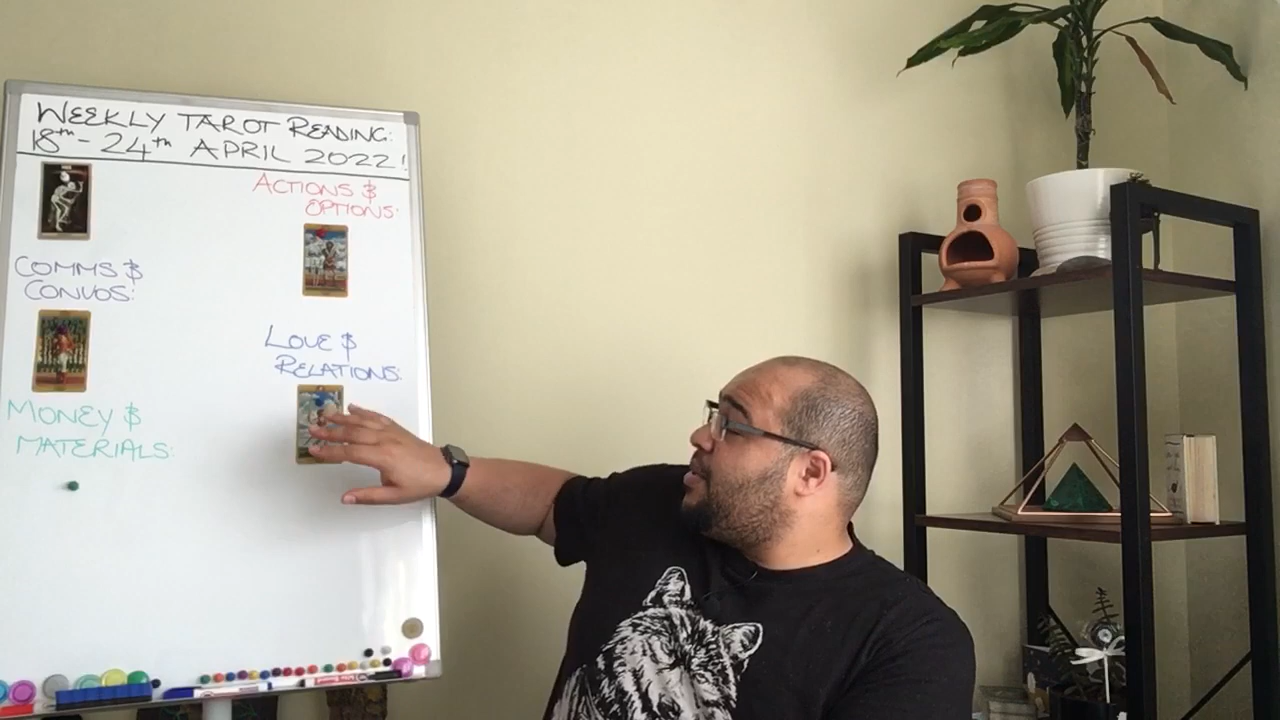 WEEKLY TAROT READING:
18th - 24th APRIL 2022!
ACTIONS &
OPTIONS:
COMMS &
CONVOS:
LOVE &
RELATIONS:
MONEY &
MATERIALS: